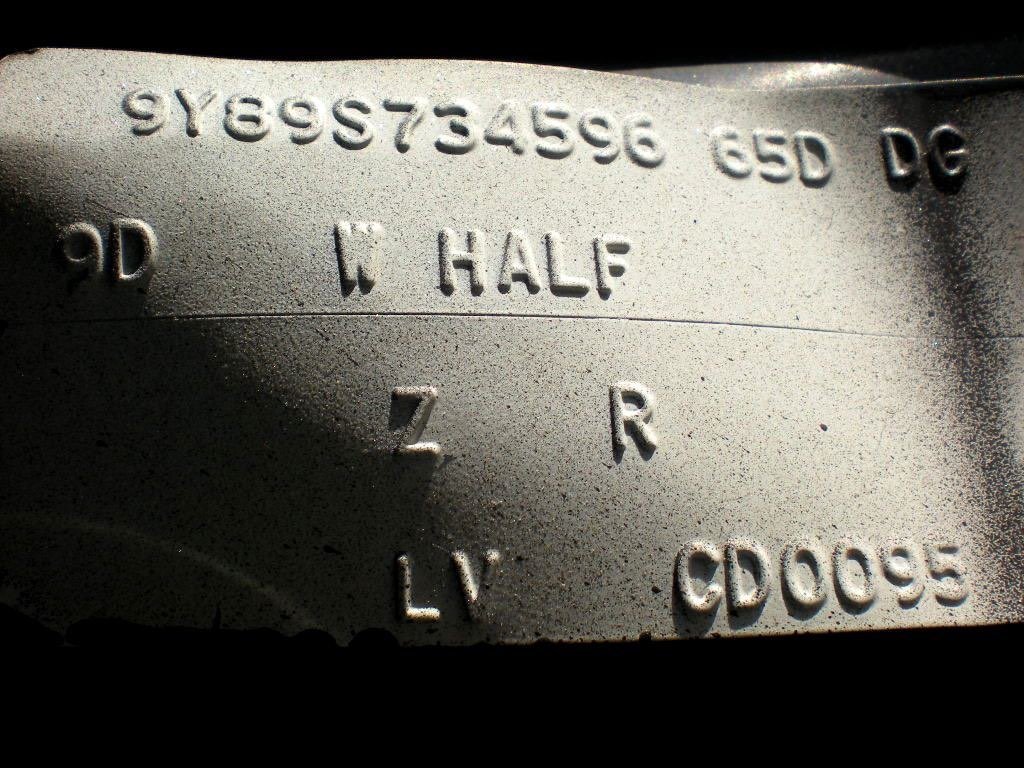 9Y89S734596 65D DG
9D W HALF
Z R
LV CD0095